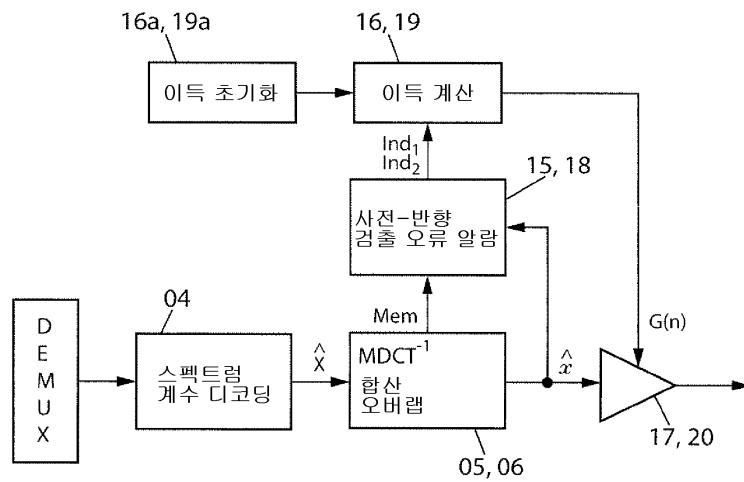 16a, 19a
16, 19
이득 초기화
이득 계산
Ind1
Ind2
15, 18
사전-반향
검출 오류 알람
Mem
G(n)
DEMUX
04
스펙트럼
계수 디코딩
X̂
MDCT⁻¹
합산
오버랩
x̂
05, 06
17, 20